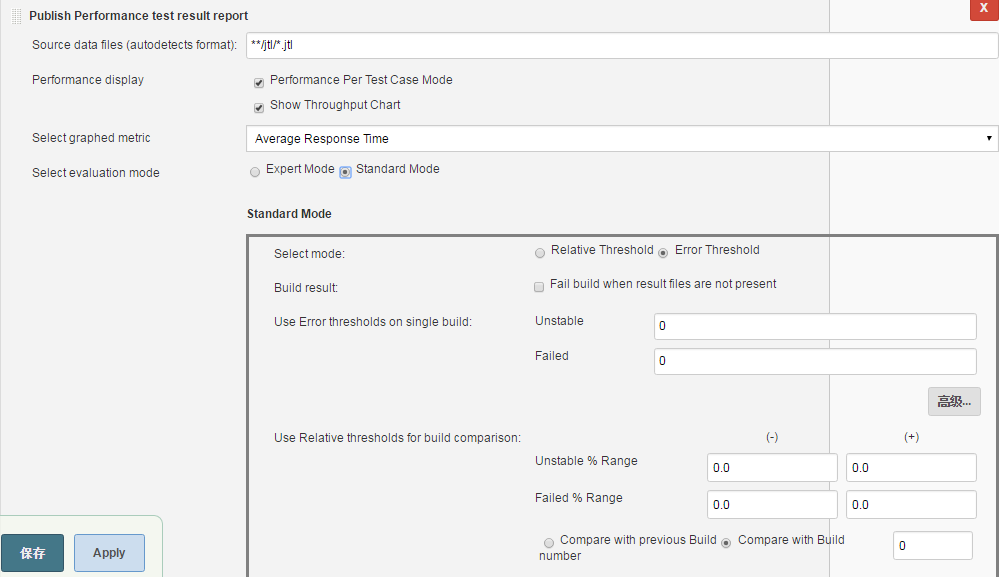 Publish Performance test result report
X
Source data files (autodetects format):
**/jtl/*.jtl
Performance display
Performance Per Test Case Mode
Show Throughput Chart
Select graphed metric
Average Response Time
Select evaluation mode
Expert Mode Standard Mode
Standard Mode
Select mode:
Relative Threshold Error Threshold
Build result:
Fail build when result files are not present
Use Error thresholds on single build:
Unstable
0
Failed
0
高级...
Use Relative thresholds for build comparison:
(-) (+)
Unstable % Range
0.0 0.0
Failed % Range
0.0 0.0
Compare with previous Build Compare with Build
number
0
保存 Apply